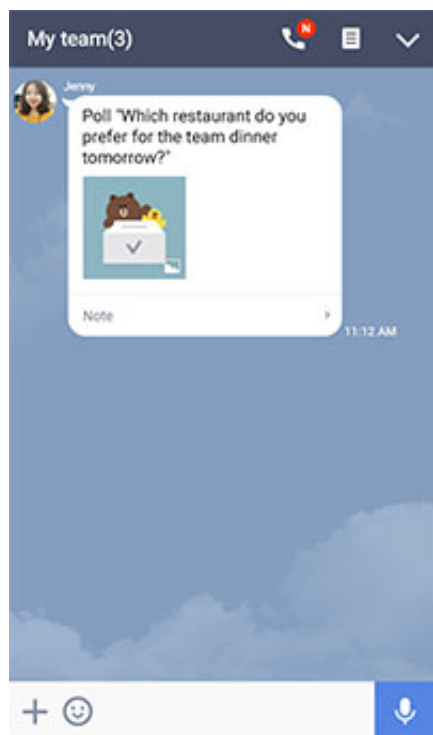 My team(3)
N
Jenny
Poll "Which restaurant do you
prefer for the team dinner
tomorrow?"
Note
11:12 AM